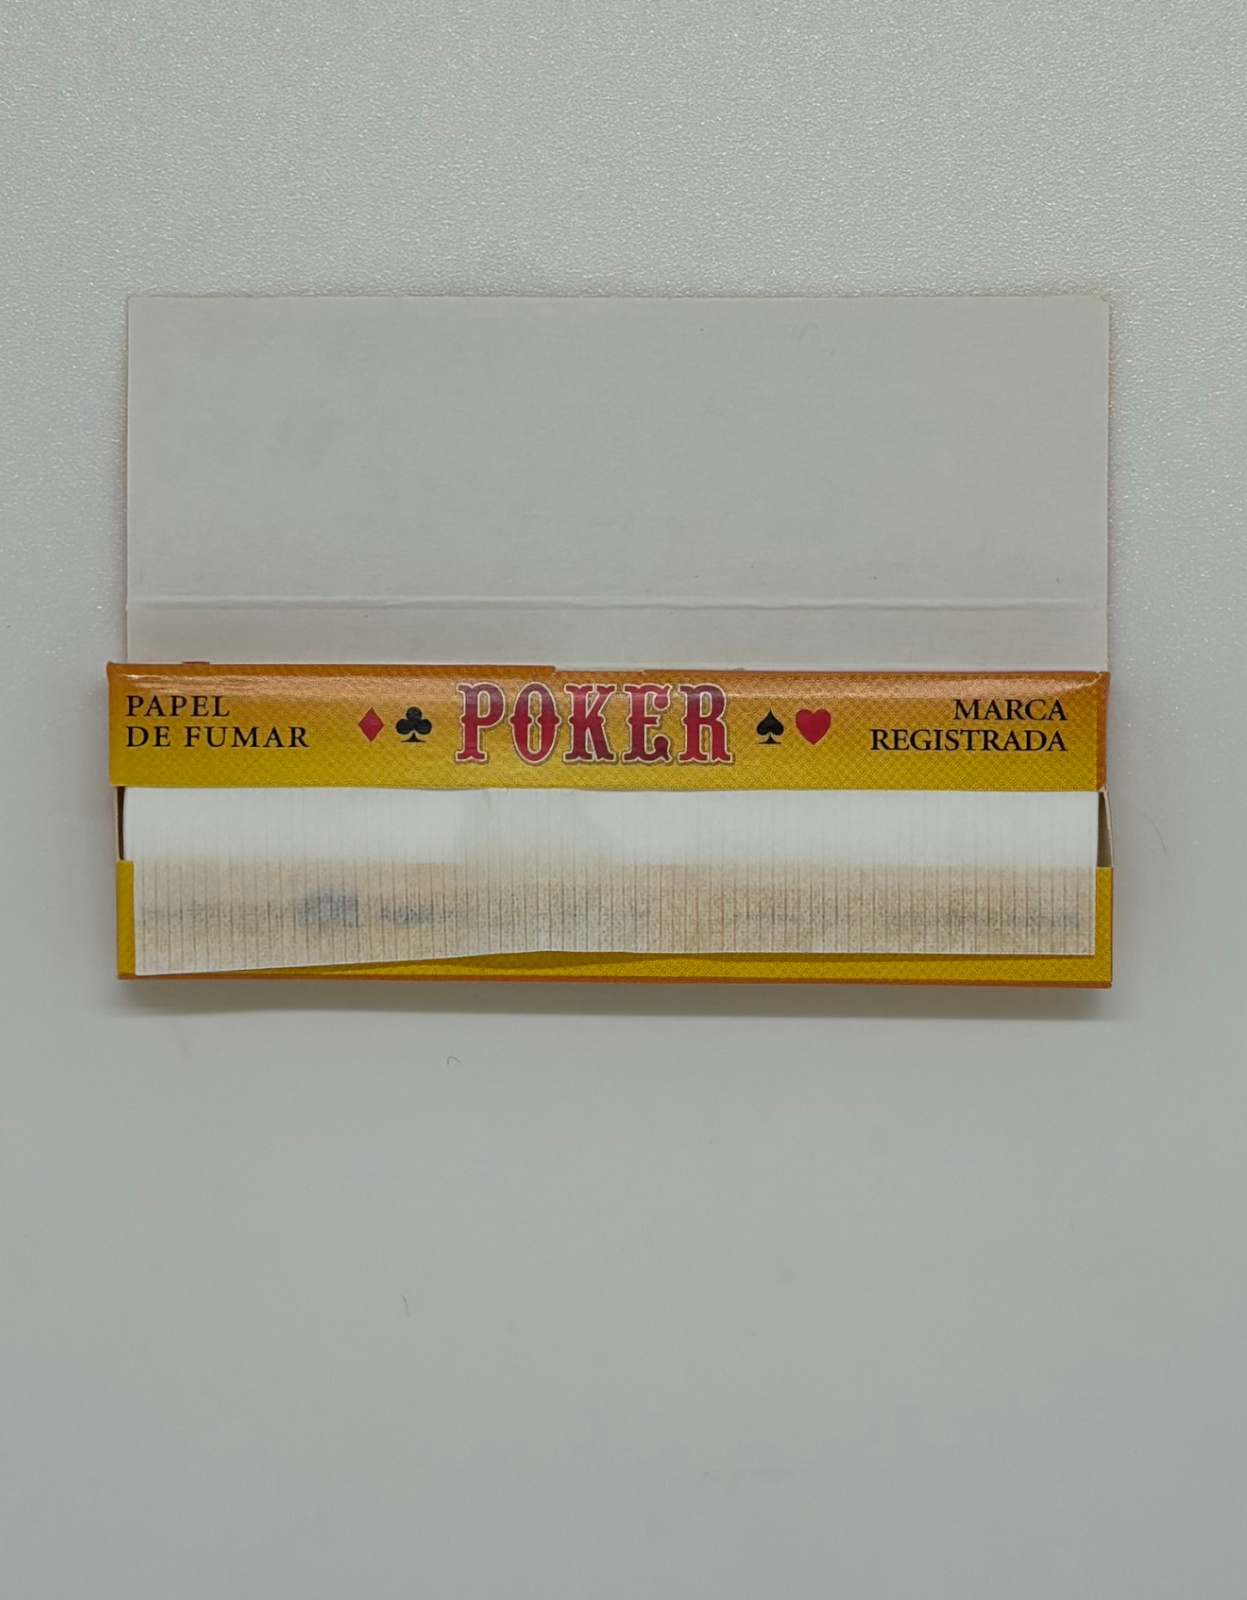 PAPEL
DE FUMAR
POKER
MARCA
REGISTRADA